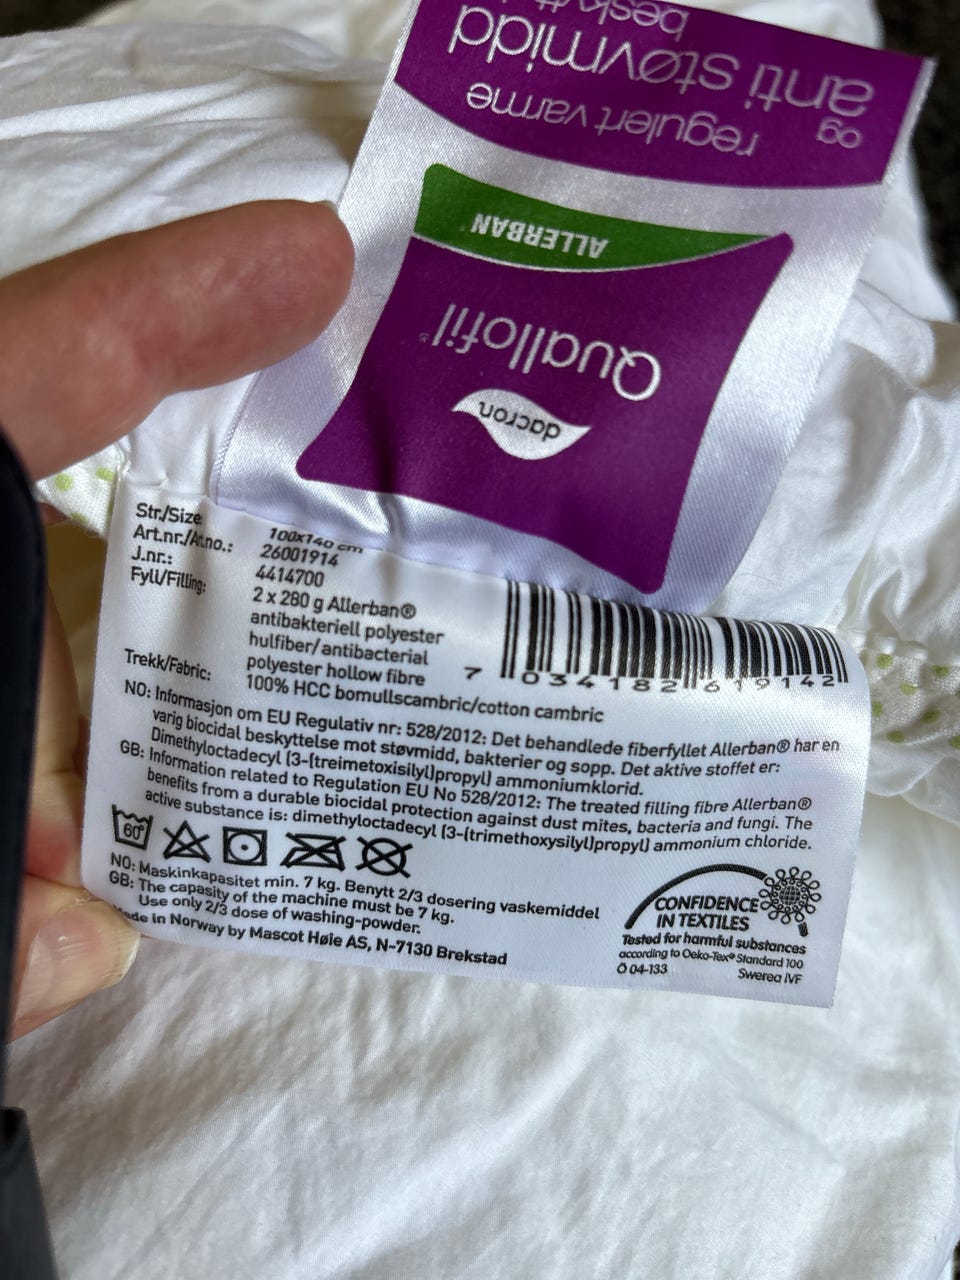 beskytt
anti støvmidd
og
regulert varme
ALLERBAN
Quallofil®
dacron®
Str./Size: 100x140 cm
Art.nr./Art.no.: 26001914
J.nr.: 4414700
Fyll/Filling: 2 x 280 g Allerban®
antibakteriell polyester
hulfiber/antibacterial
polyester hollow fibre
Trekk/Fabric: 100% HCC bomullscambric/cotton cambric
7 034182 619142
NO: Informasjon om EU Regulativ nr: 528/2012: Det behandlede fiberfyllet Allerban® har en
varig biocidal beskyttelse mot støvmidd, bakterier og sopp. Det aktive stoffet er:
Dimethyloctadecyl (3-(treimetoxisilyl)propyl) ammoniumklorid.
GB: Information related to Regulation EU No 528/2012: The treated filling fibre Allerban®
benefits from a durable biocidal protection against dust mites, bacteria and fungi. The
active substance is: dimethyloctadecyl (3-(trimethoxysilyl)propyl) ammonium chloride.
60°
NO: Maskinkapasitet min. 7 kg. Benytt 2/3 dosering vaskemiddel
GB: The capasity of the machine must be 7 kg.
Use only 2/3 dose of washing-powder.
Made in Norway by Mascot Høie AS, N-7130 Brekstad
CONFIDENCE
IN TEXTILES
Tested for harmful substances
according to Oeko-Tex® Standard 100
Ö 04-133 Swerea IVF